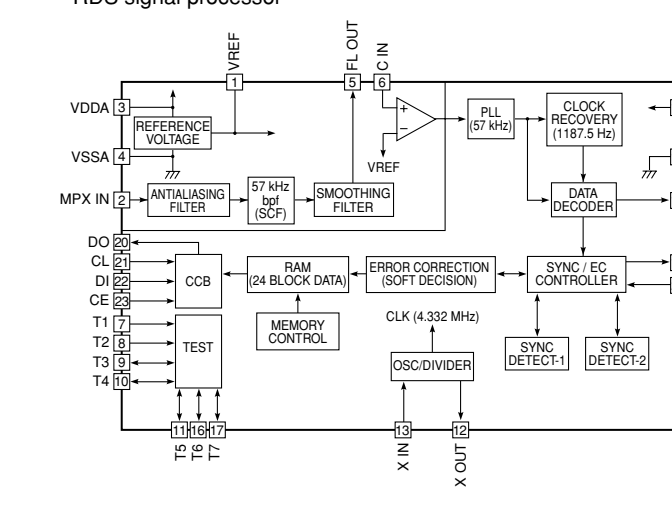 RDS signal processor
VREF
FL OUT
C IN
1
5
6
VDDA 3
REFERENCE
VOLTAGE
VSSA 4
+
−
VREF
PLL
(57 kHz)
CLOCK
RECOVERY
(1187.5 Hz)
MPX IN 2
ANTIALIASING
FILTER
57 kHz
bpf
(SCF)
SMOOTHING
FILTER
DATA
DECODER
DO 20
CL 21
DI 22
CE 23
CCB
RAM
(24 BLOCK DATA)
ERROR CORRECTION
(SOFT DECISION)
SYNC / EC
CONTROLLER
MEMORY
CONTROL
CLK (4.332 MHz)
T1 7
T2 8
T3 9
T4 10
TEST
OSC/DIVIDER
SYNC
DETECT-1
SYNC
DETECT-2
11
16
17
13
12
T5
T6
T7
X IN
X OUT